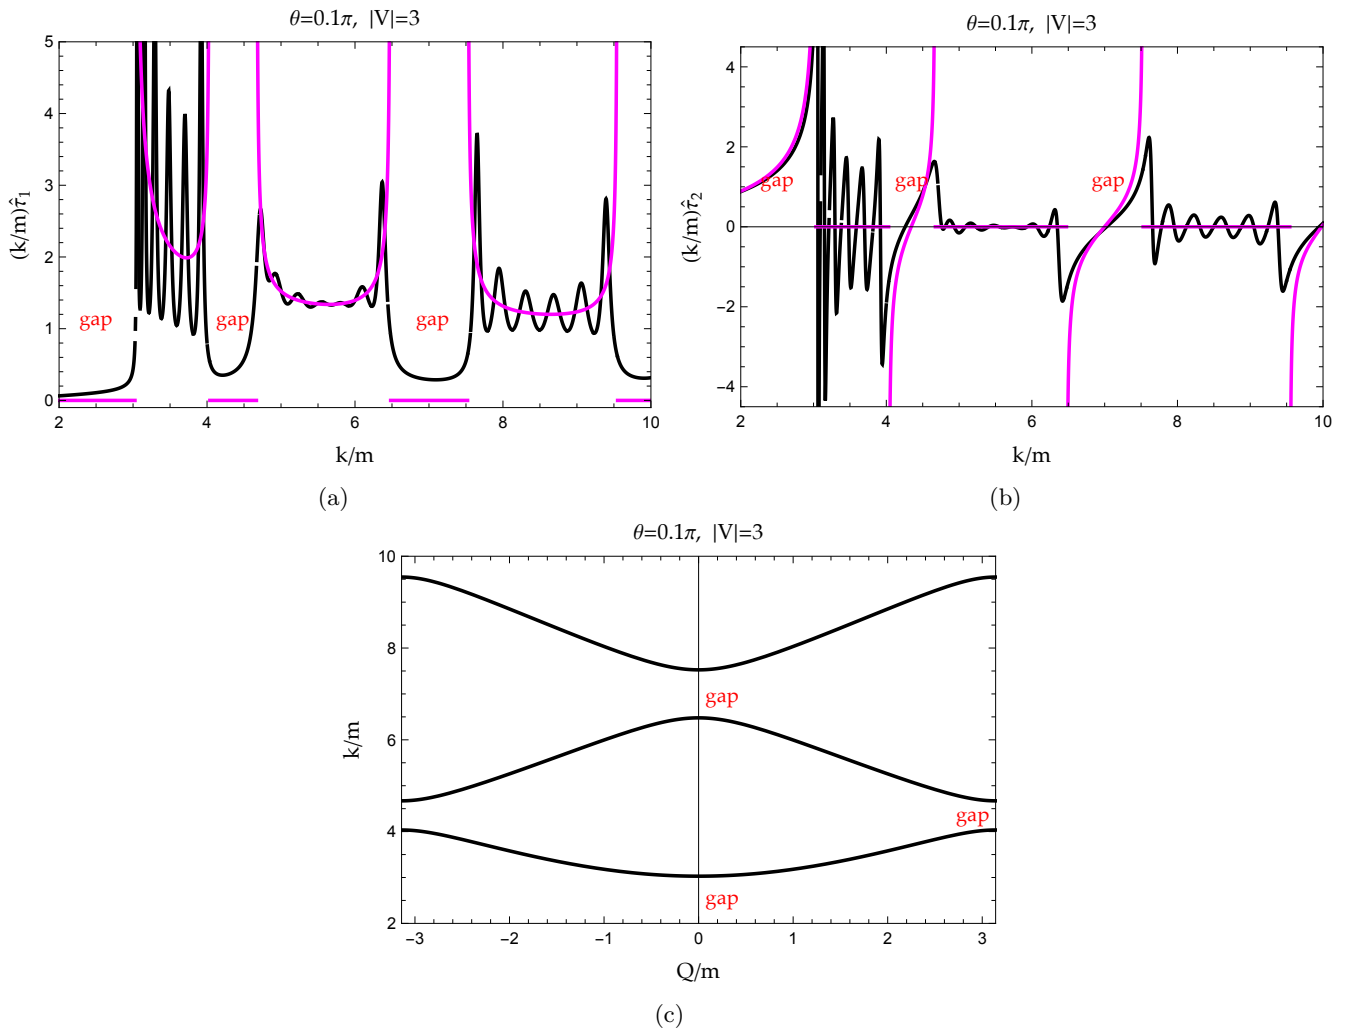 θ=0.1π, |V|=3
(k/m)τ̂₁
5
4
3
2
1
0
gap
gap
gap
2
4
6
8
10
k/m
(a)
θ=0.1π, |V|=3
(k/m)τ̂₂
4
2
0
−2
−4
gap
gap
gap
2
4
6
8
10
k/m
(b)
θ=0.1π, |V|=3
k/m
10
8
6
4
2
gap
gap
gap
−3
−2
−1
0
1
2
3
Q/m
(c)